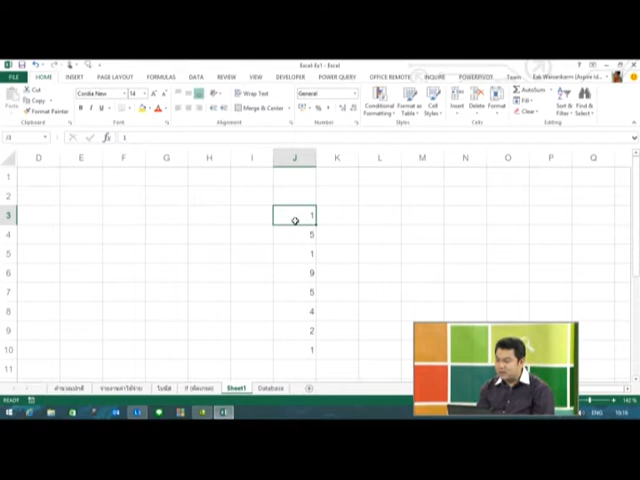 Excel-Ex1 - Excel
FILE HOME INSERT PAGE LAYOUT FORMULAS DATA REVIEW VIEW DEVELOPER POWER QUERY OFFICE REMOTE INQUIRE POWERPIVOT Team
Cut
Copy
Format Painter
Paste
Clipboard
Cordia New 14
B I U
Font
Wrap Text
Merge & Center
Alignment
General
Number
Conditional Formatting
Format as Table
Cell Styles
Styles
Insert Delete Format
Cells
AutoSum
Fill
Clear
Sort & Filter
Find & Select
Editing
J3 fx 1
D E F G H I J K L M N O P Q
1
2
3 1
4 5
5 1
6 9
7 5
8 4
9 2
10 1
11
Sheet1 Database
READY 142%
ENG